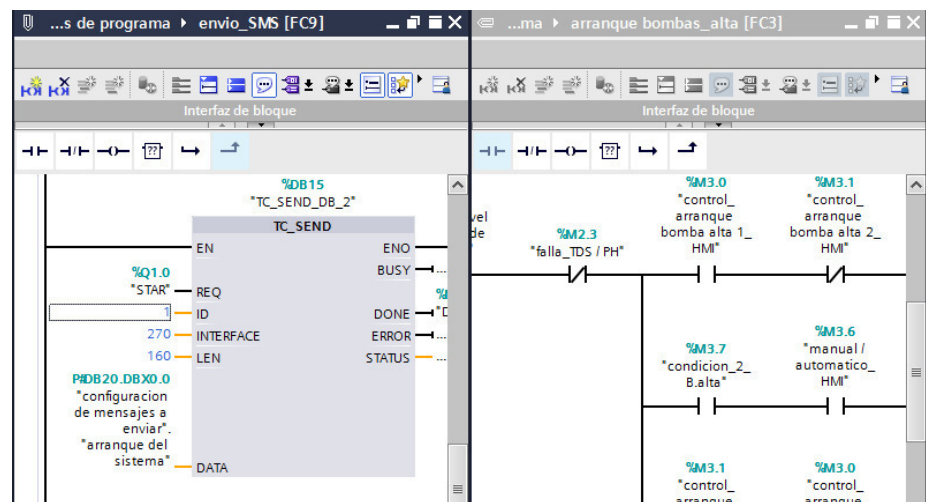 ...s de programa ▸ envio_SMS [FC9]
Interfaz de bloque
%DB15
"TC_SEND_DB_2"
TC_SEND
EN
ENO
BUSY
...
%Q1.0
"STAR"
REQ
1
ID
DONE
270
INTERFACE
ERROR
...
160
LEN
STATUS
...
P#DB20.DBX0.0
"configuracion
de mensajes a
enviar".
"arranque del
sistema"
DATA
...ma ▸ arranque bombas_alta [FC3]
Interfaz de bloque
%M2.3
"falla_TDS / PH"
%M3.0
"control_
arranque
bomba alta 1_
HMI"
%M3.1
"control_
arranque
bomba alta 2_
HMI"
%M3.7
"condicion_2_
B.alta"
%M3.6
"manual /
automatico_
HMI"
%M3.1
"control_
arranque
%M3.0
"control_
arranque